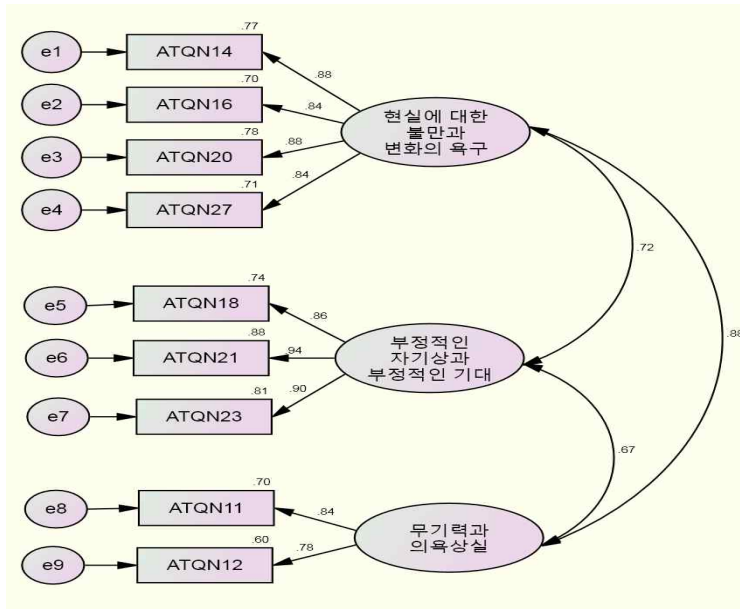 .77
e1 ATQN14
.88
.70
e2 ATQN16
.84
현실에 대한
불만과
변화의 욕구
.78
e3 ATQN20
.88
.71
e4 ATQN27
.84
.72
.74
e5 ATQN18
.86
.88
.88
e6 ATQN21
.94
부정적인
자기상과
부정적인 기대
.81
e7 ATQN23
.90
.67
.70
e8 ATQN11
.84
무기력과
의욕상실
.60
e9 ATQN12
.78